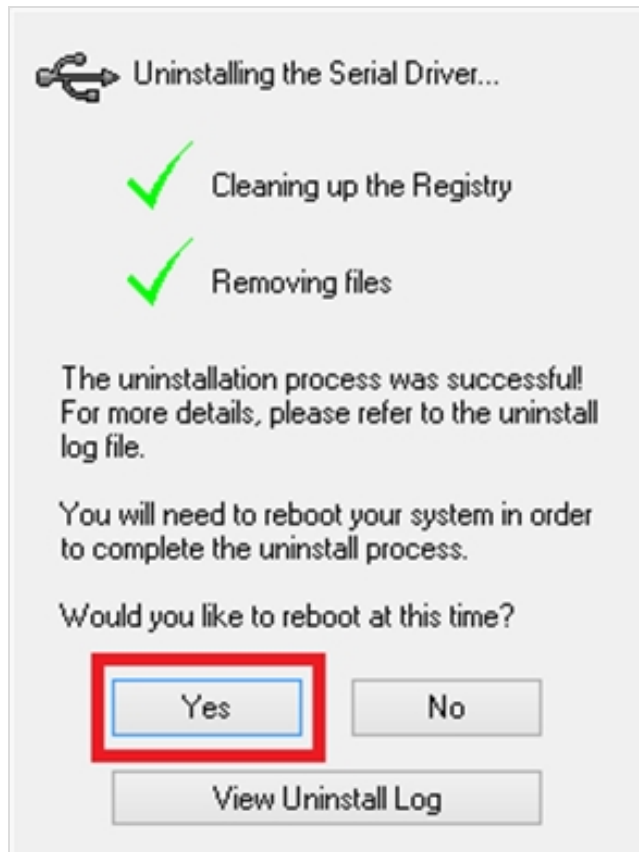 Uninstalling the Serial Driver...
Cleaning up the Registry
Removing files
The uninstallation process was successful!
For more details, please refer to the uninstall
log file.
You will need to reboot your system in order
to complete the uninstall process.
Would you like to reboot at this time?
Yes No
View Uninstall Log